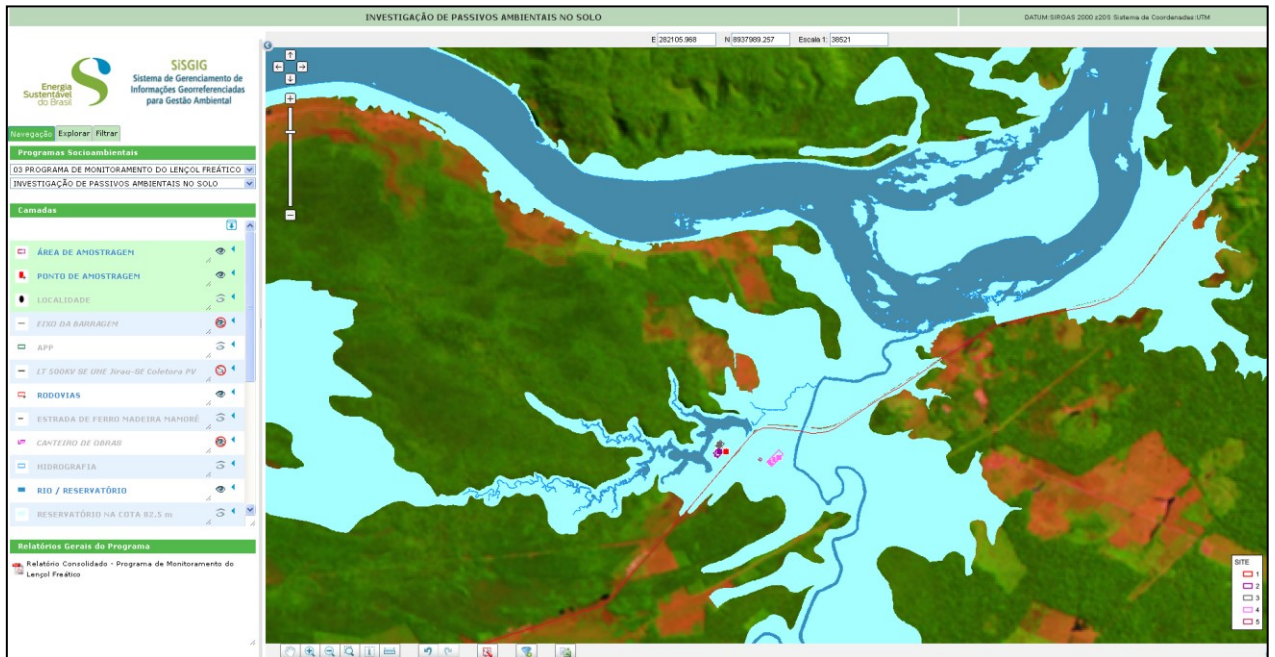 INVESTIGAÇÃO DE PASSIVOS AMBIENTAIS NO SOLO
DATUM:SIRGAS 2000 z20S Sistema de Coordenadas:UTM
E 282105.968 N 8937989.257 Escala 1: 38521
Energia
Sustentável
do Brasil
SiSGIG
Sistema de Gerenciamento de
Informações Georreferenciadas
para Gestão Ambiental
Navegação Explorar Filtrar
Programas Socioambientais
03 PROGRAMA DE MONITORAMENTO DO LENÇOL FREÁTICO
INVESTIGAÇÃO DE PASSIVOS AMBIENTAIS NO SOLO
Camadas
ÁREA DE AMOSTRAGEM
PONTO DE AMOSTRAGEM
LOCALIDADE
EIXO DA BARRAGEM
APP
LT 500KV SE UHE Jirau-SE Coletora PV
RODOVIAS
ESTRADA DE FERRO MADEIRA MAMORÉ
CANTEIRO DE OBRAS
HIDROGRAFIA
RIO / RESERVATÓRIO
RESERVATÓRIO NA COTA 82.5 m
Relatórios Gerais do Programa
Relatório Consolidado - Programa de Monitoramento do
Lençol Freático
SITE
1
2
3
4
5